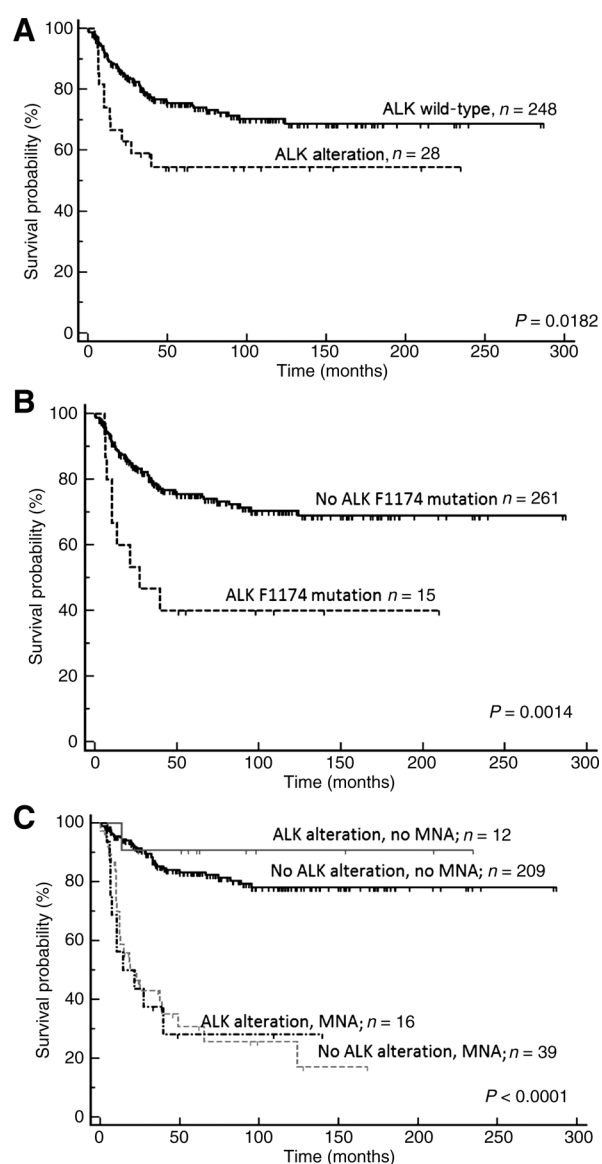 A
100
80
60
40
20
0
Survival probability (%)
ALK wild-type, n = 248
ALK alteration, n = 28
P = 0.0182
0 50 100 150 200 250 300
Time (months)
B
100
80
60
40
20
0
Survival probability (%)
No ALK F1174 mutation n = 261
ALK F1174 mutation n = 15
P = 0.0014
0 50 100 150 200 250 300
Time (months)
C
100
80
60
40
20
0
Survival probability (%)
ALK alteration, no MNA; n = 12
No ALK alteration, no MNA; n = 209
ALK alteration, MNA; n = 16
No ALK alteration, MNA; n = 39
P < 0.0001
0 50 100 150 200 250 300
Time (months)